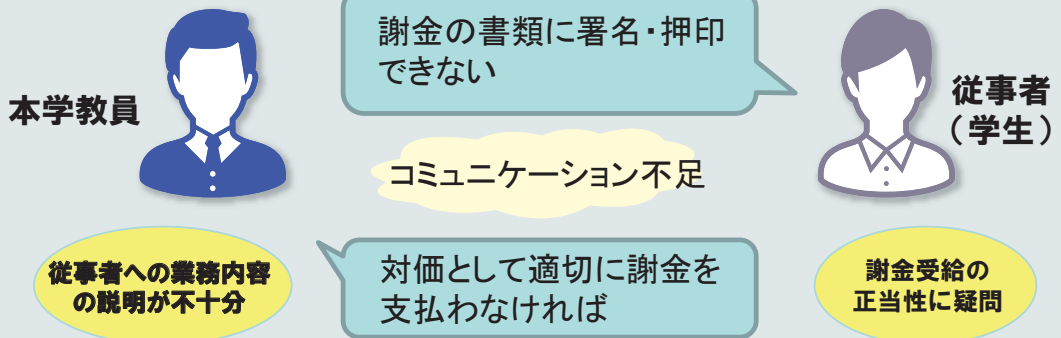 謝金の書類に署名・押印
できない
本学教員
従事者
（学生）
コミュニケーション不足
対価として適切に謝金を
支払わなければ
従事者への業務内容
の説明が不十分
謝金受給の
正当性に疑問